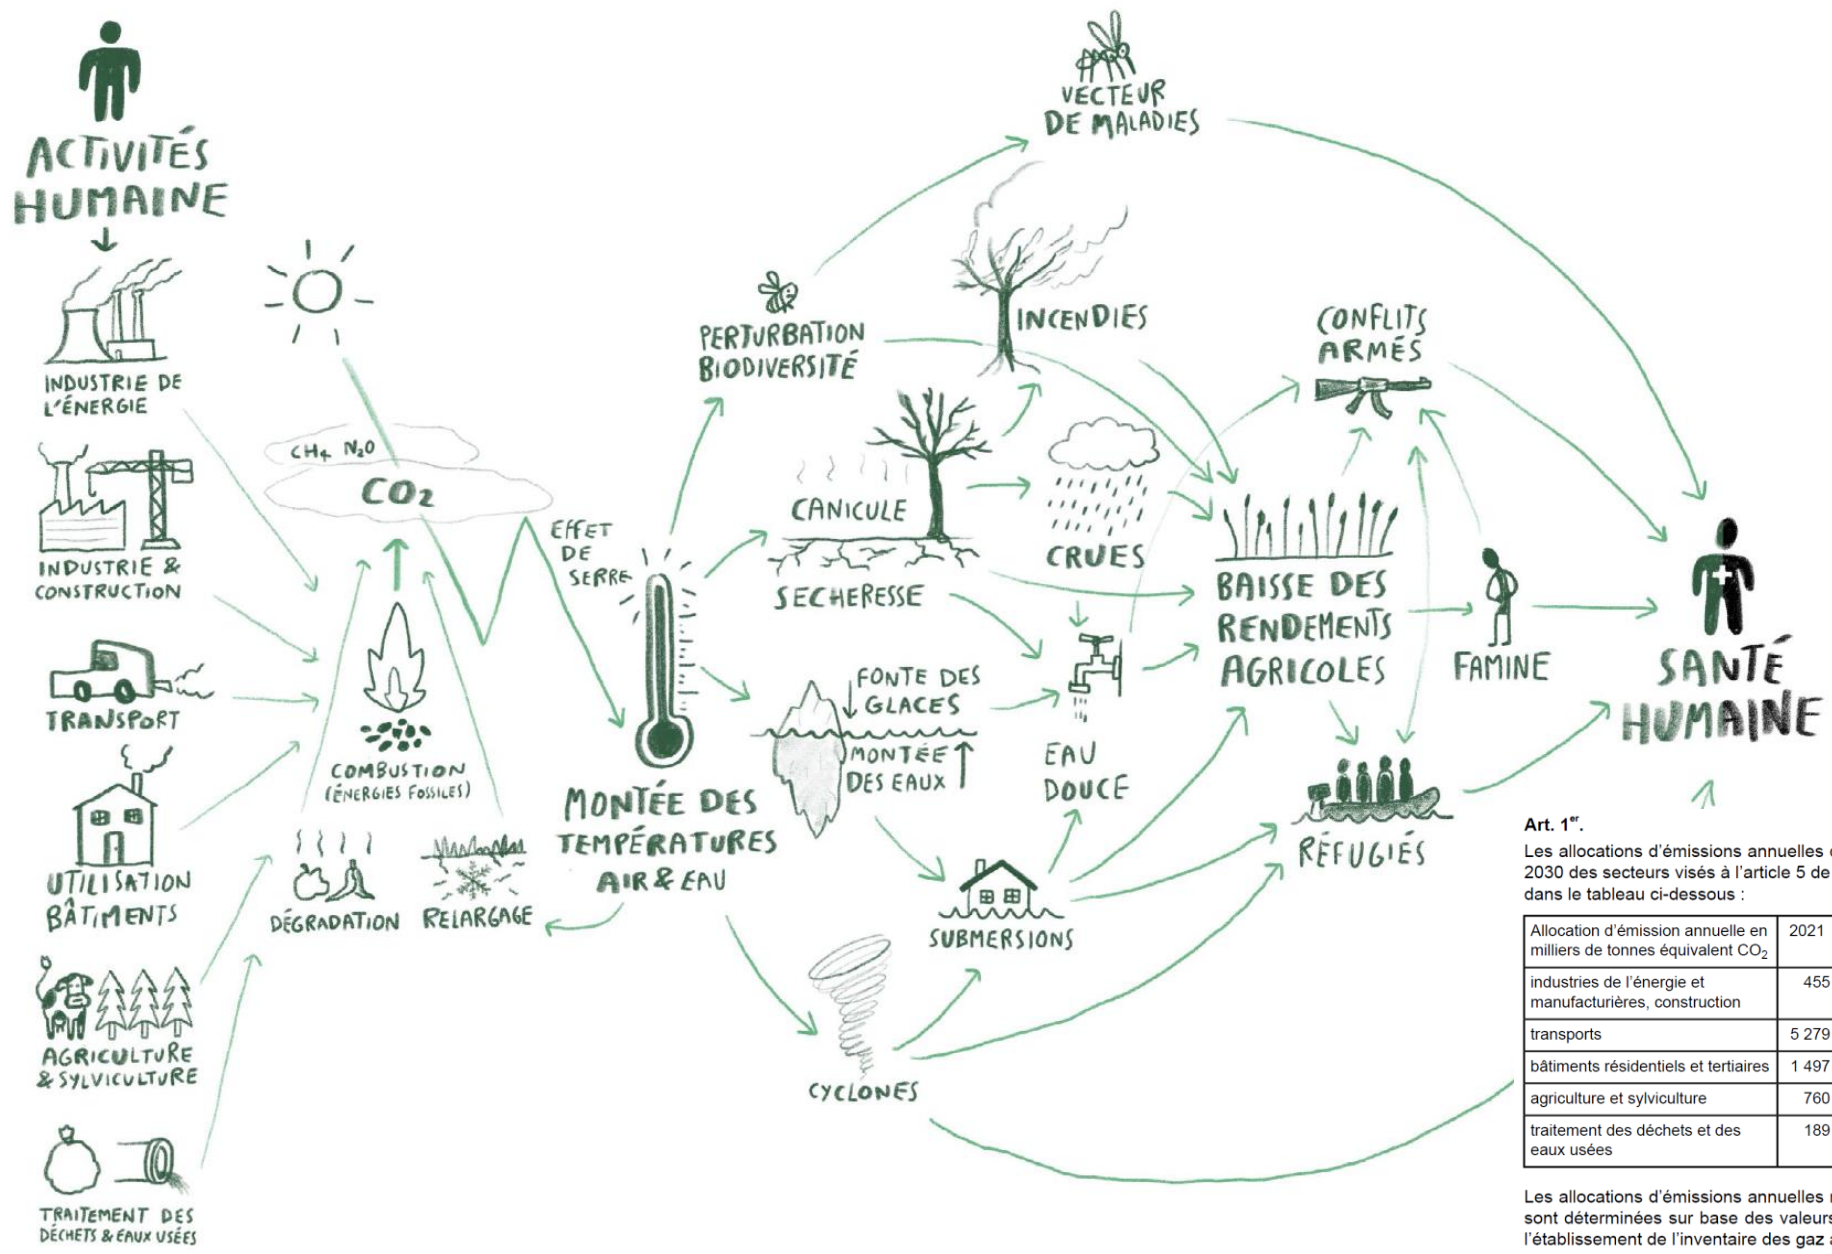 ACTIVITÉS
HUMAINE
INDUSTRIE DE
L'ÉNERGIE
INDUSTRIE &
CONSTRUCTION
TRANSPORT
UTILISATION
BÂTIMENTS
AGRICULTURE
& SYLVICULTURE
TRAITEMENT DES
DÉCHETS & EAUX USÉES
CH4 N2O
CO2
EFFET
DE
SERRE
COMBUSTION
(ÉNERGIES FOSSILES)
DÉGRADATION
RELARGAGE
MONTÉE DES
TEMPÉRATURES
AIR & EAU
PERTURBATION
BIODIVERSITÉ
VECTEUR
DE MALADIES
INCENDIES
CANICULE
SECHERESSE
CRUES
FONTE DES
GLACES
MONTÉE
DES EAUX
EAU
DOUCE
SUBMERSIONS
CYCLONES
BAISSE DES
RENDEMENTS
AGRICOLES
CONFLITS
ARMÉS
FAMINE
RÉFUGIÉS
SANTÉ
HUMAINE
Art. 1er.
Les allocations d'émissions annuelles
2030 des secteurs visés à l'article 5 de
dans le tableau ci-dessous :
Allocation d'émission annuelle en 2021
milliers de tonnes équivalent CO2
industries de l'énergie et 455
manufacturières, construction
transports 5 279
bâtiments résidentiels et tertiaires 1 497
agriculture et sylviculture 760
traitement des déchets et des 189
eaux usées
Les allocations d'émissions annuelles
sont déterminées sur base des valeurs
l'établissement de l'inventaire des gaz